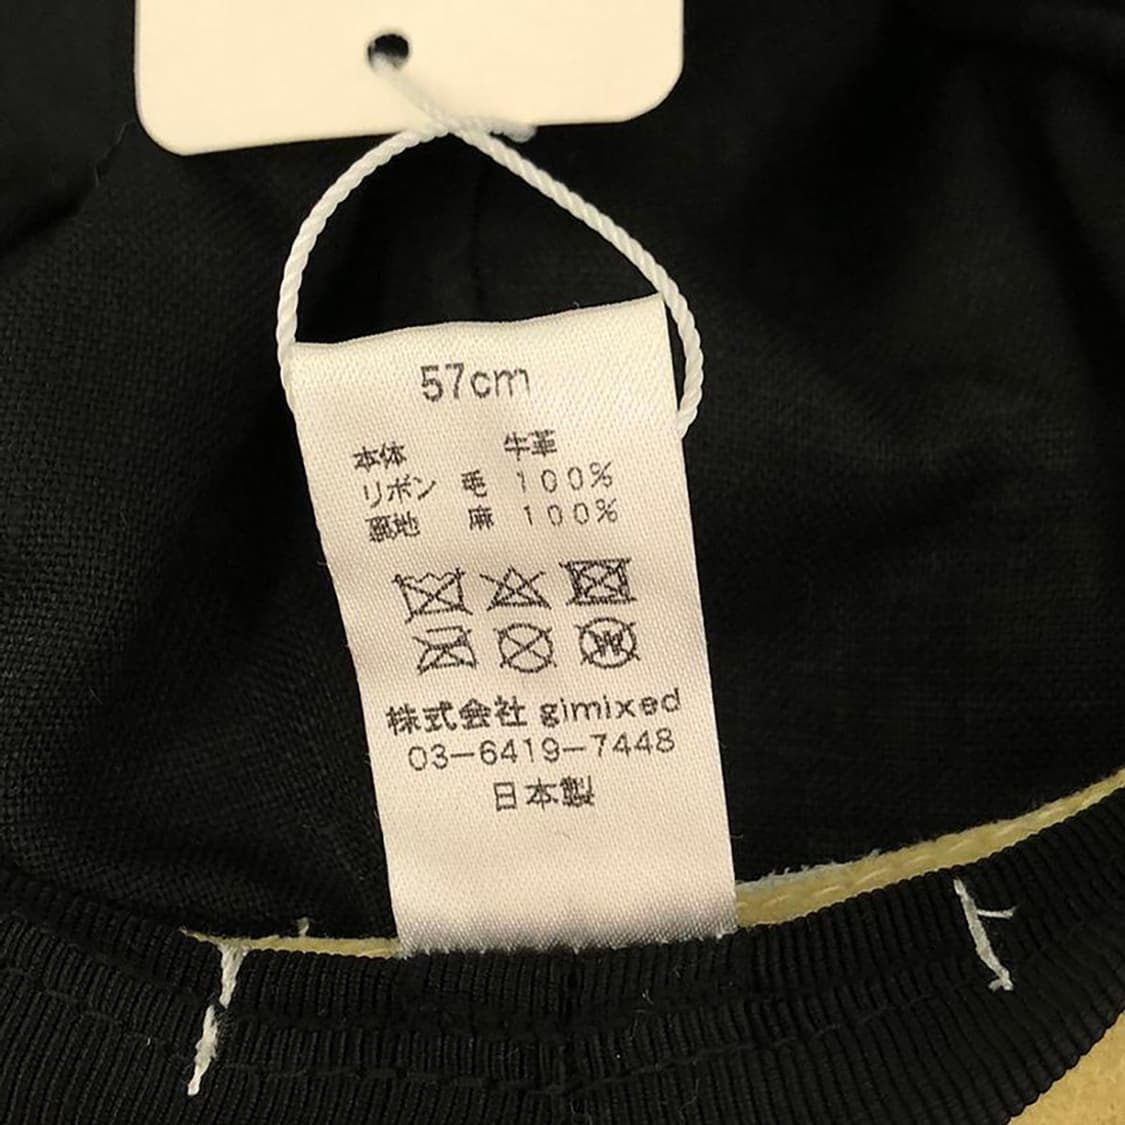 57cm
本体 牛革
リボン 毛 100%
裏地 麻 100%
株式会社 gimixed
03-6419-7448
日本製